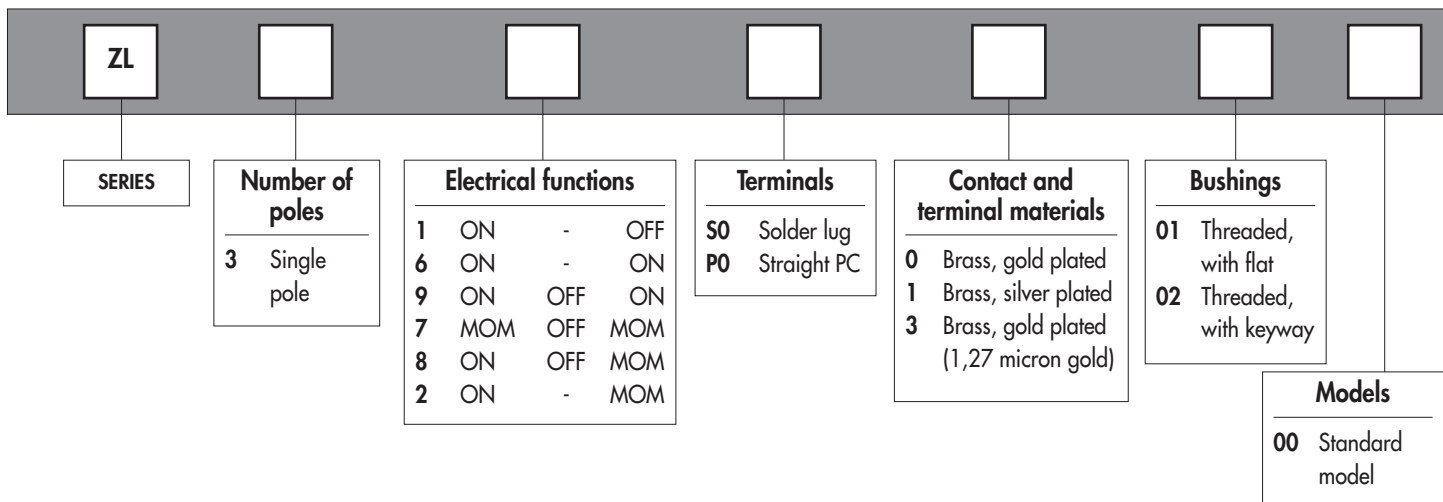 ZL
SERIES
Number of
poles
3 Single
pole
Electrical functions
1 ON - OFF
6 ON - ON
9 ON OFF ON
7 MOM OFF MOM
8 ON OFF MOM
2 ON - MOM
Terminals
S0 Solder lug
P0 Straight PC
Contact and
terminal materials
0 Brass, gold plated
1 Brass, silver plated
3 Brass, gold plated
(1,27 micron gold)
Bushings
01 Threaded,
with flat
02 Threaded,
with keyway
Models
00 Standard
model